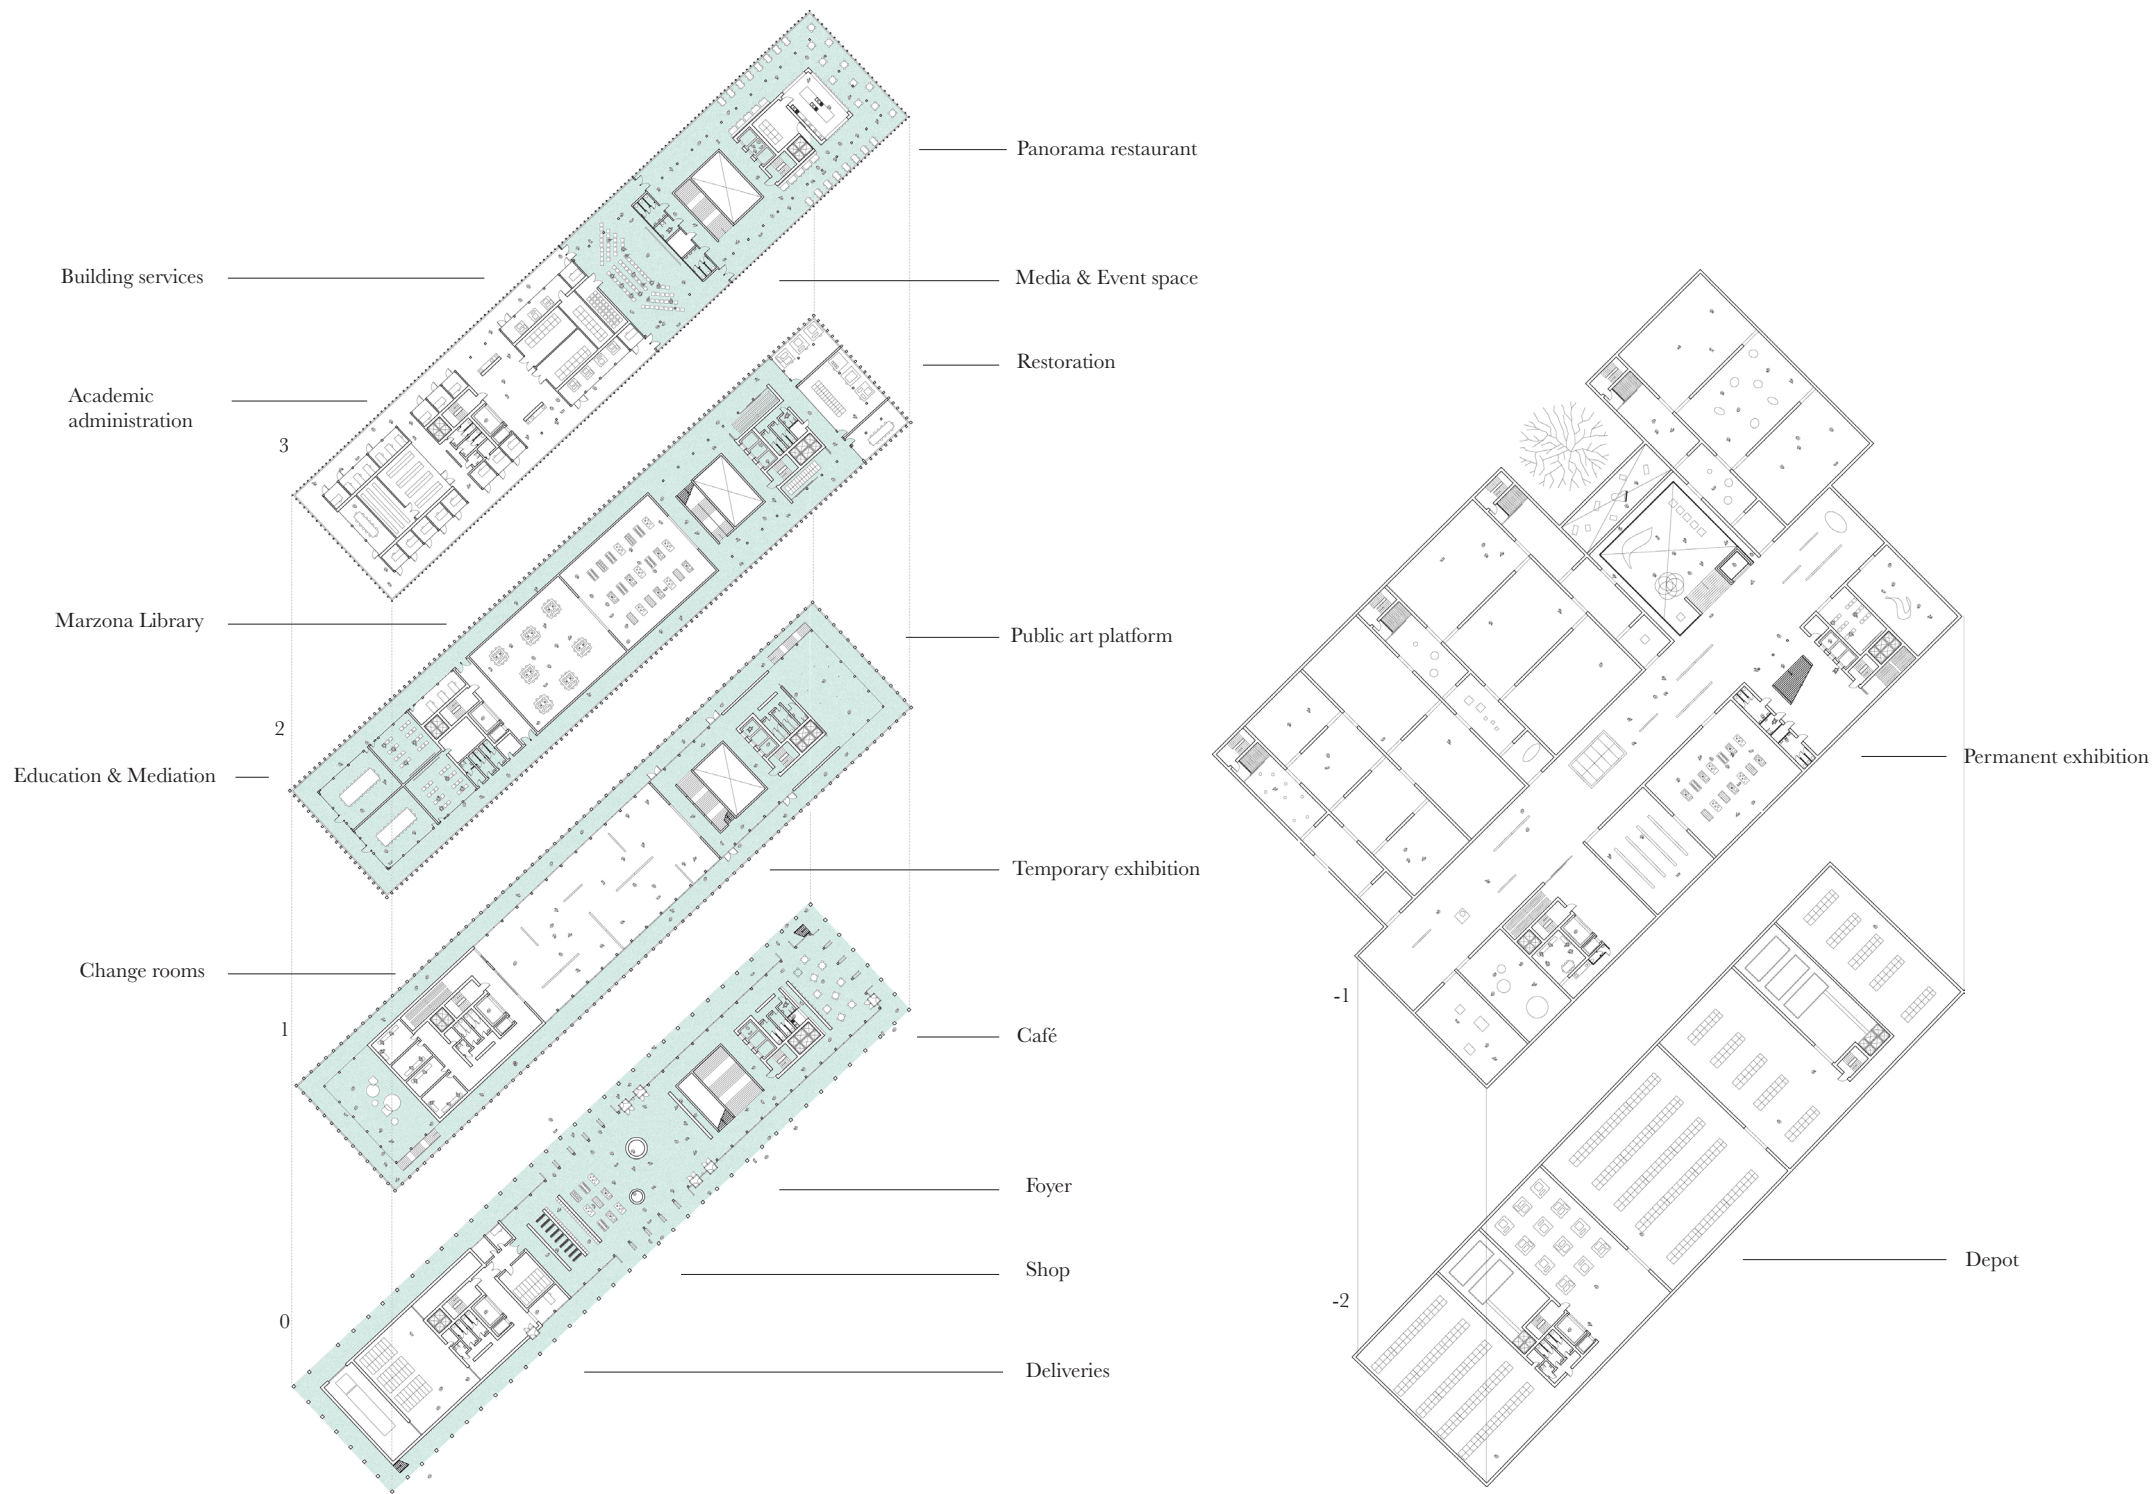 Panorama restaurant
Building services
Media & Event space
Restoration
Academic
administration
3
Marzona Library
Public art platform
2
Education & Mediation
Permanent exhibition
Temporary exhibition
Change rooms
-1
1
Café
Foyer
Shop
Depot
-2
0
Deliveries